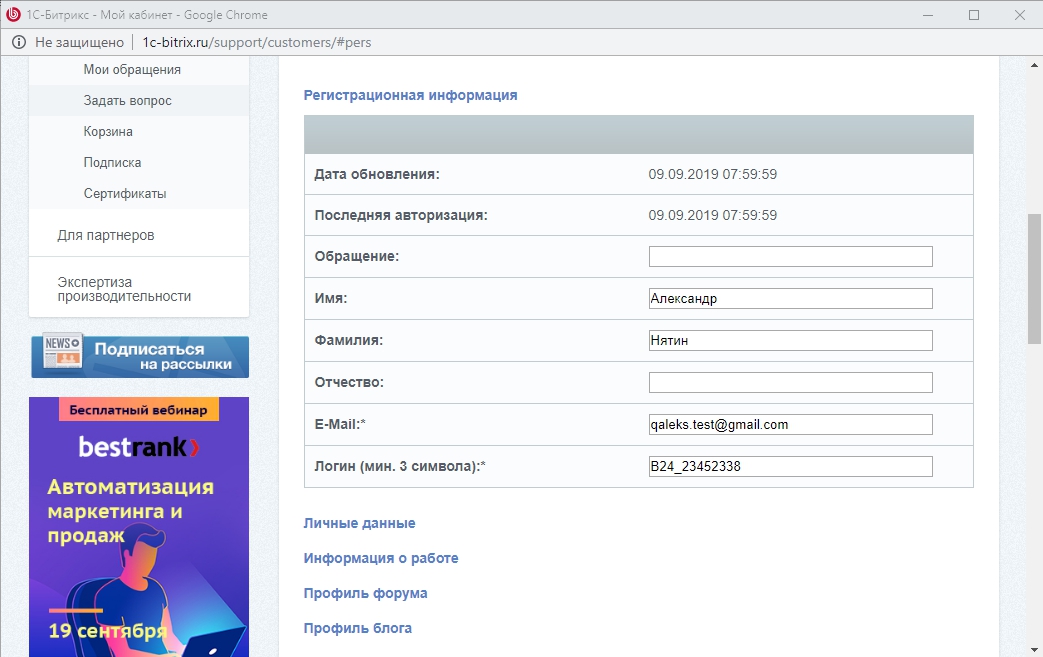 1С-Битрикс - Мой кабинет - Google Chrome
Не защищено 1c-bitrix.ru/support/customers/#pers
Мои обращения
Задать вопрос
Корзина
Подписка
Сертификаты
Для партнеров
Экспертиза
производительности
NEWS
Подписаться
на рассылки
Бесплатный вебинар
bestrank
Автоматизация
маркетинга и
продаж
19 сентября
Регистрационная информация
Дата обновления: 09.09.2019 07:59:59
Последняя авторизация: 09.09.2019 07:59:59
Обращение:
Имя: Александр
Фамилия: Нятин
Отчество:
E-Mail:* qaleks.test@gmail.com
Логин (мин. 3 символа):* B24_23452338
Личные данные
Информация о работе
Профиль форума
Профиль блога